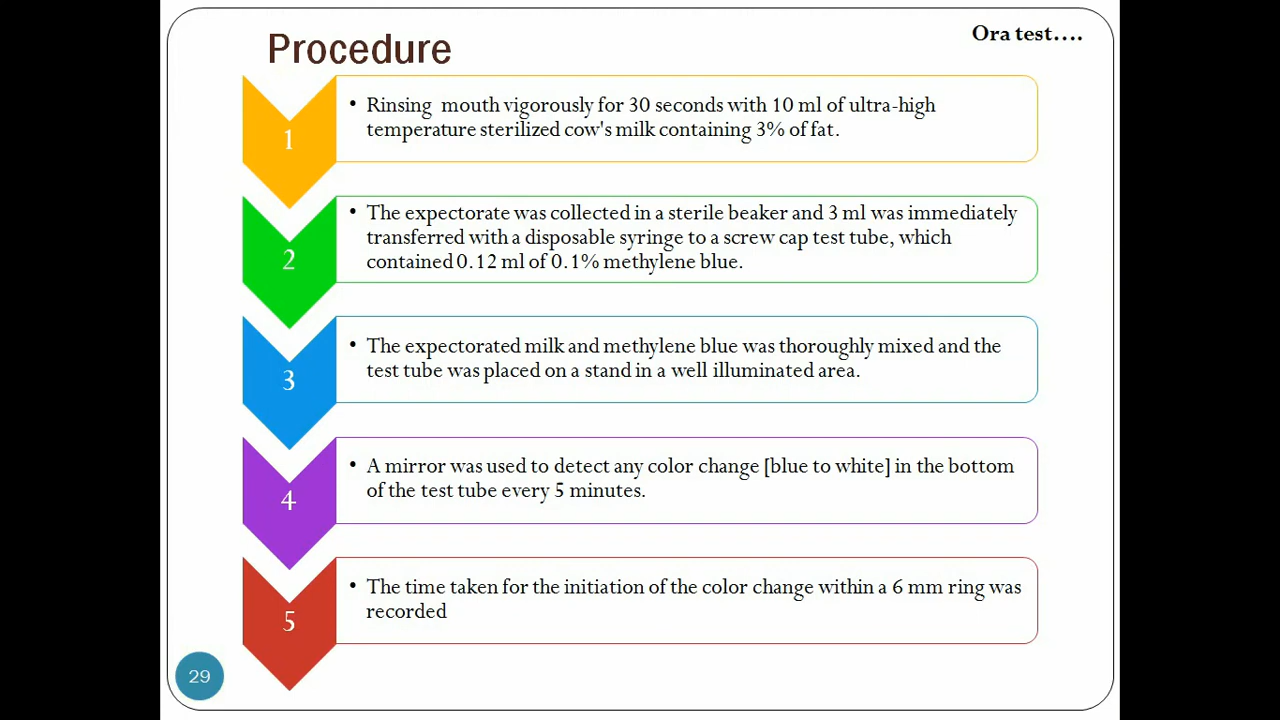 Ora test....
Procedure
1
• Rinsing mouth vigorously for 30 seconds with 10 ml of ultra-high
temperature sterilized cow's milk containing 3% of fat.
2
• The expectorate was collected in a sterile beaker and 3 ml was immediately
transferred with a disposable syringe to a screw cap test tube, which
contained 0.12 ml of 0.1% methylene blue.
3
• The expectorated milk and methylene blue was thoroughly mixed and the
test tube was placed on a stand in a well illuminated area.
4
• A mirror was used to detect any color change [blue to white] in the bottom
of the test tube every 5 minutes.
5
• The time taken for the initiation of the color change within a 6 mm ring was
recorded
29